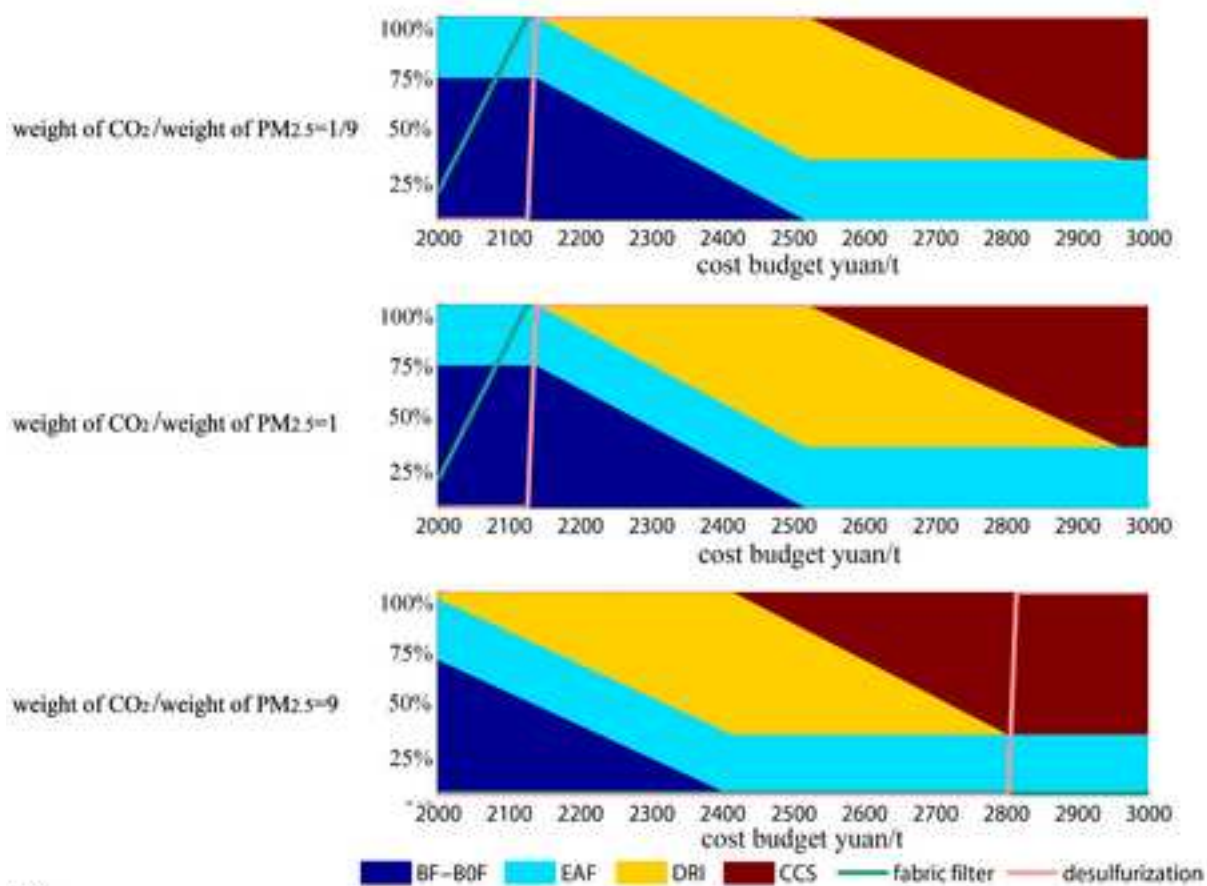 100%
75%
weight of CO2/weight of PM2.5=1/9
50%
25%
2000 2100 2200 2300 2400 2500 2600 2700 2800 2900 3000
cost budget yuan/t
100%
75%
weight of CO2/weight of PM2.5=1
50%
25%
2000 2100 2200 2300 2400 2500 2600 2700 2800 2900 3000
cost budget yuan/t
100%
75%
weight of CO2/weight of PM2.5=9
50%
25%
2000 2100 2200 2300 2400 2500 2600 2700 2800 2900 3000
cost budget yuan/t
BF-B0F EAF DRI CCS fabric filter desulfurization